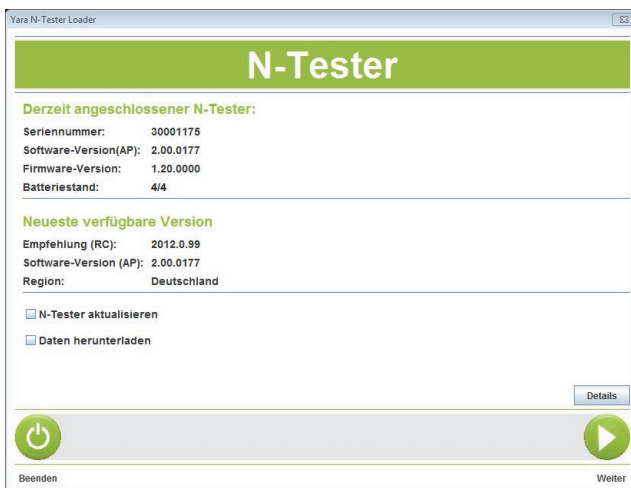 Yara N-Tester Loader
N-Tester
Derzeit angeschlossener N-Tester:
Seriennummer: 30001175
Software-Version(AP): 2.00.0177
Firmware-Version: 1.20.0000
Batteriestand: 4/4
Neueste verfügbare Version
Empfehlung (RC): 2012.0.99
Software-Version (AP): 2.00.0177
Region: Deutschland
N-Tester aktualisieren
Daten herunterladen
Details
Beenden Weiter